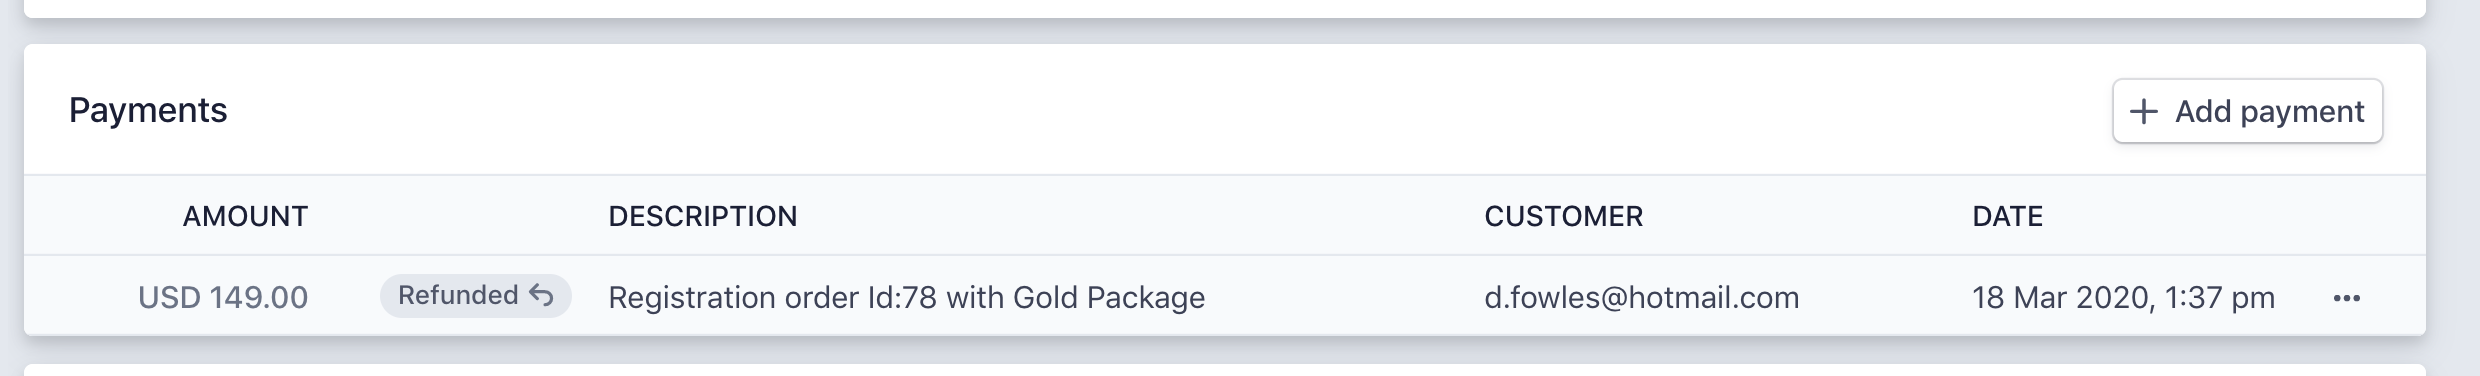 Payments
Add payment
AMOUNT DESCRIPTION CUSTOMER DATE
USD 149.00 Refunded Registration order Id:78 with Gold Package d.fowles@hotmail.com 18 Mar 2020, 1:37 pm